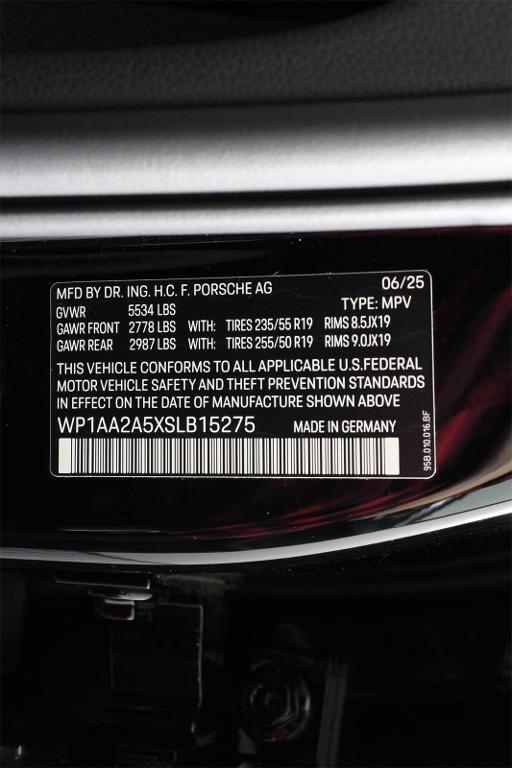 MFD BY DR. ING. H.C. F. PORSCHE AG 06/25
GVWR 5534 LBS TYPE: MPV
GAWR FRONT 2778 LBS WITH: TIRES 235/55 R19 RIMS 8.5JX19
GAWR REAR 2987 LBS WITH: TIRES 255/50 R19 RIMS 9.0JX19
THIS VEHICLE CONFORMS TO ALL APPLICABLE U.S.FEDERAL
MOTOR VEHICLE SAFETY AND THEFT PREVENTION STANDARDS
IN EFFECT ON THE DATE OF MANUFACTURE SHOWN ABOVE
WP1AA2A5XSLB15275 MADE IN GERMANY
95B.010.016.BF